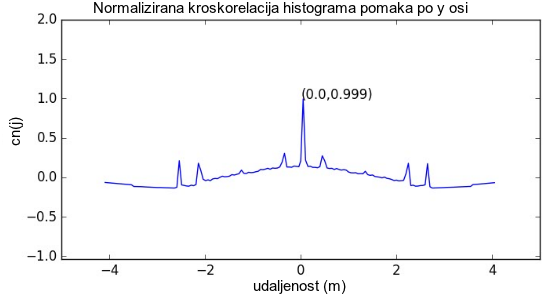 Normalizirana kroskorelacija histograma pomaka po y osi
2.0
1.5
(0.0,0.999)
1.0
cn(j)
0.5
0.0
−0.5
−1.0
−4 −2 0 2 4
udaljenost (m)